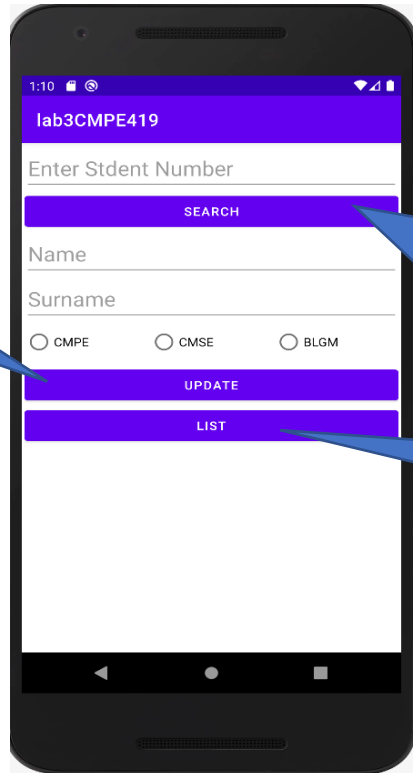 1:10
lab3CMPE419
Enter Stdent Number
SEARCH
Name
Surname
CMPE CMSE BLGM
UPDATE
LIST